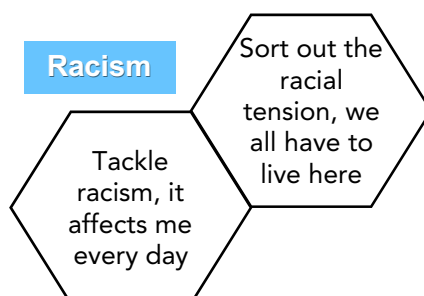 Racism
Sort out the
racial
tension, we
all have to
live here
Tackle
racism, it
affects me
every day